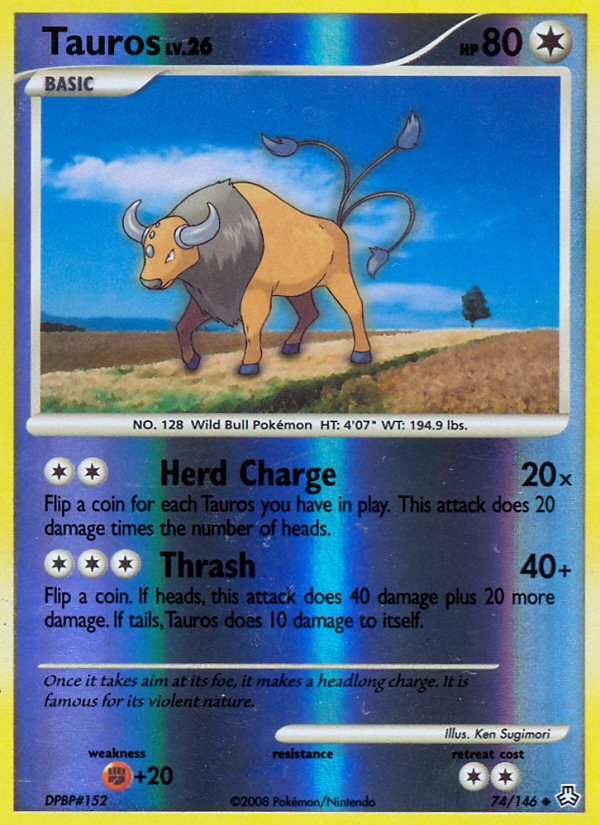 Tauros LV.26 HP 80
BASIC
NO. 128 Wild Bull Pokémon HT: 4'07" WT: 194.9 lbs.
Herd Charge 20x
Flip a coin for each Tauros you have in play. This attack does 20
damage times the number of heads.
Thrash 40+
Flip a coin. If heads, this attack does 40 damage plus 20 more
damage. If tails, Tauros does 10 damage to itself.
Once it takes aim at its foe, it makes a headlong charge. It is
famous for its violent nature.
Illus. Ken Sugimori
weakness resistance retreat cost
+20
DPBP#152 ©2008 Pokémon/Nintendo 74/146